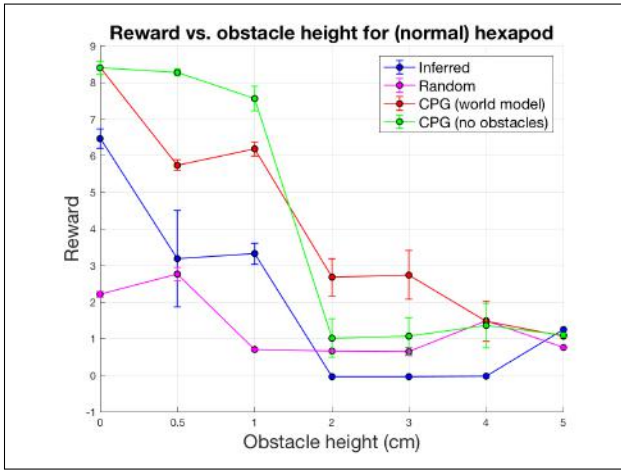 Reward vs. obstacle height for (normal) hexapod
9
8
7
6
5
4
3
2
1
0
-1
Reward
Inferred
Random
CPG (world model)
CPG (no obstacles)
0 0.5 1 2 3 4 5
Obstacle height (cm)